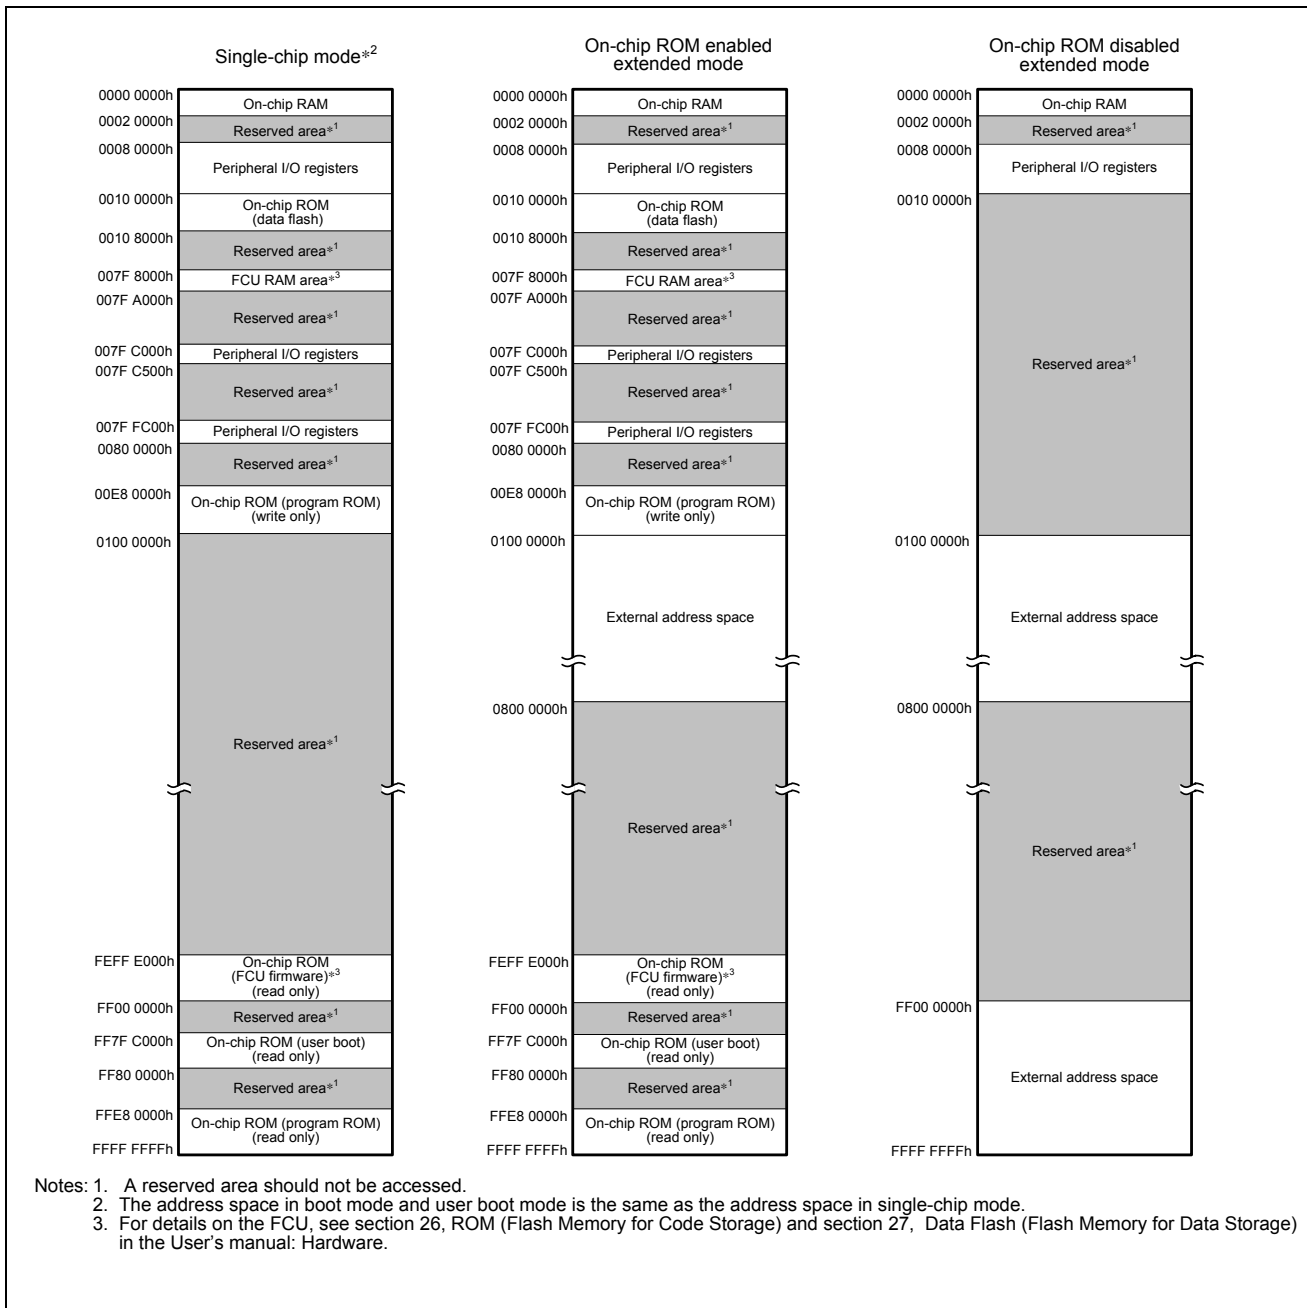 Single-chip mode*2
0000 0000h
On-chip RAM
0002 0000h
Reserved area*1
0008 0000h
Peripheral I/O registers
0010 0000h
On-chip ROM
(data flash)
0010 8000h
Reserved area*1
007F 8000h
FCU RAM area*3
007F A000h
Reserved area*1
007F C000h
Peripheral I/O registers
007F C500h
Reserved area*1
007F FC00h
Peripheral I/O registers
0080 0000h
Reserved area*1
00E8 0000h
On-chip ROM (program ROM)
(write only)
0100 0000h
Reserved area*1
FEFF E000h
On-chip ROM
(FCU firmware)*3
(read only)
FF00 0000h
Reserved area*1
FF7F C000h
On-chip ROM (user boot)
(read only)
FF80 0000h
Reserved area*1
FFE8 0000h
On-chip ROM (program ROM)
(read only)
FFFF FFFFh
On-chip ROM enabled
extended mode
0000 0000h
On-chip RAM
0002 0000h
Reserved area*1
0008 0000h
Peripheral I/O registers
0010 0000h
On-chip ROM
(data flash)
0010 8000h
Reserved area*1
007F 8000h
FCU RAM area*3
007F A000h
Reserved area*1
007F C000h
Peripheral I/O registers
007F C500h
Reserved area*1
007F FC00h
Peripheral I/O registers
0080 0000h
Reserved area*1
00E8 0000h
On-chip ROM (program ROM)
(write only)
0100 0000h
External address space
0800 0000h
Reserved area*1
FEFF E000h
On-chip ROM
(FCU firmware)*3
(read only)
FF00 0000h
Reserved area*1
FF7F C000h
On-chip ROM (user boot)
(read only)
FF80 0000h
Reserved area*1
FFE8 0000h
On-chip ROM (program ROM)
(read only)
FFFF FFFFh
On-chip ROM disabled
extended mode
0000 0000h
On-chip RAM
0002 0000h
Reserved area*1
0008 0000h
Peripheral I/O registers
0010 0000h
Reserved area*1
0100 0000h
External address space
0800 0000h
Reserved area*1
FF00 0000h
External address space
FFFF FFFFh
Notes: 1. A reserved area should not be accessed.
2. The address space in boot mode and user boot mode is the same as the address space in single-chip mode.
3. For details on the FCU, see section 26, ROM (Flash Memory for Code Storage) and section 27, Data Flash (Flash Memory for Data Storage)
in the User's manual: Hardware.